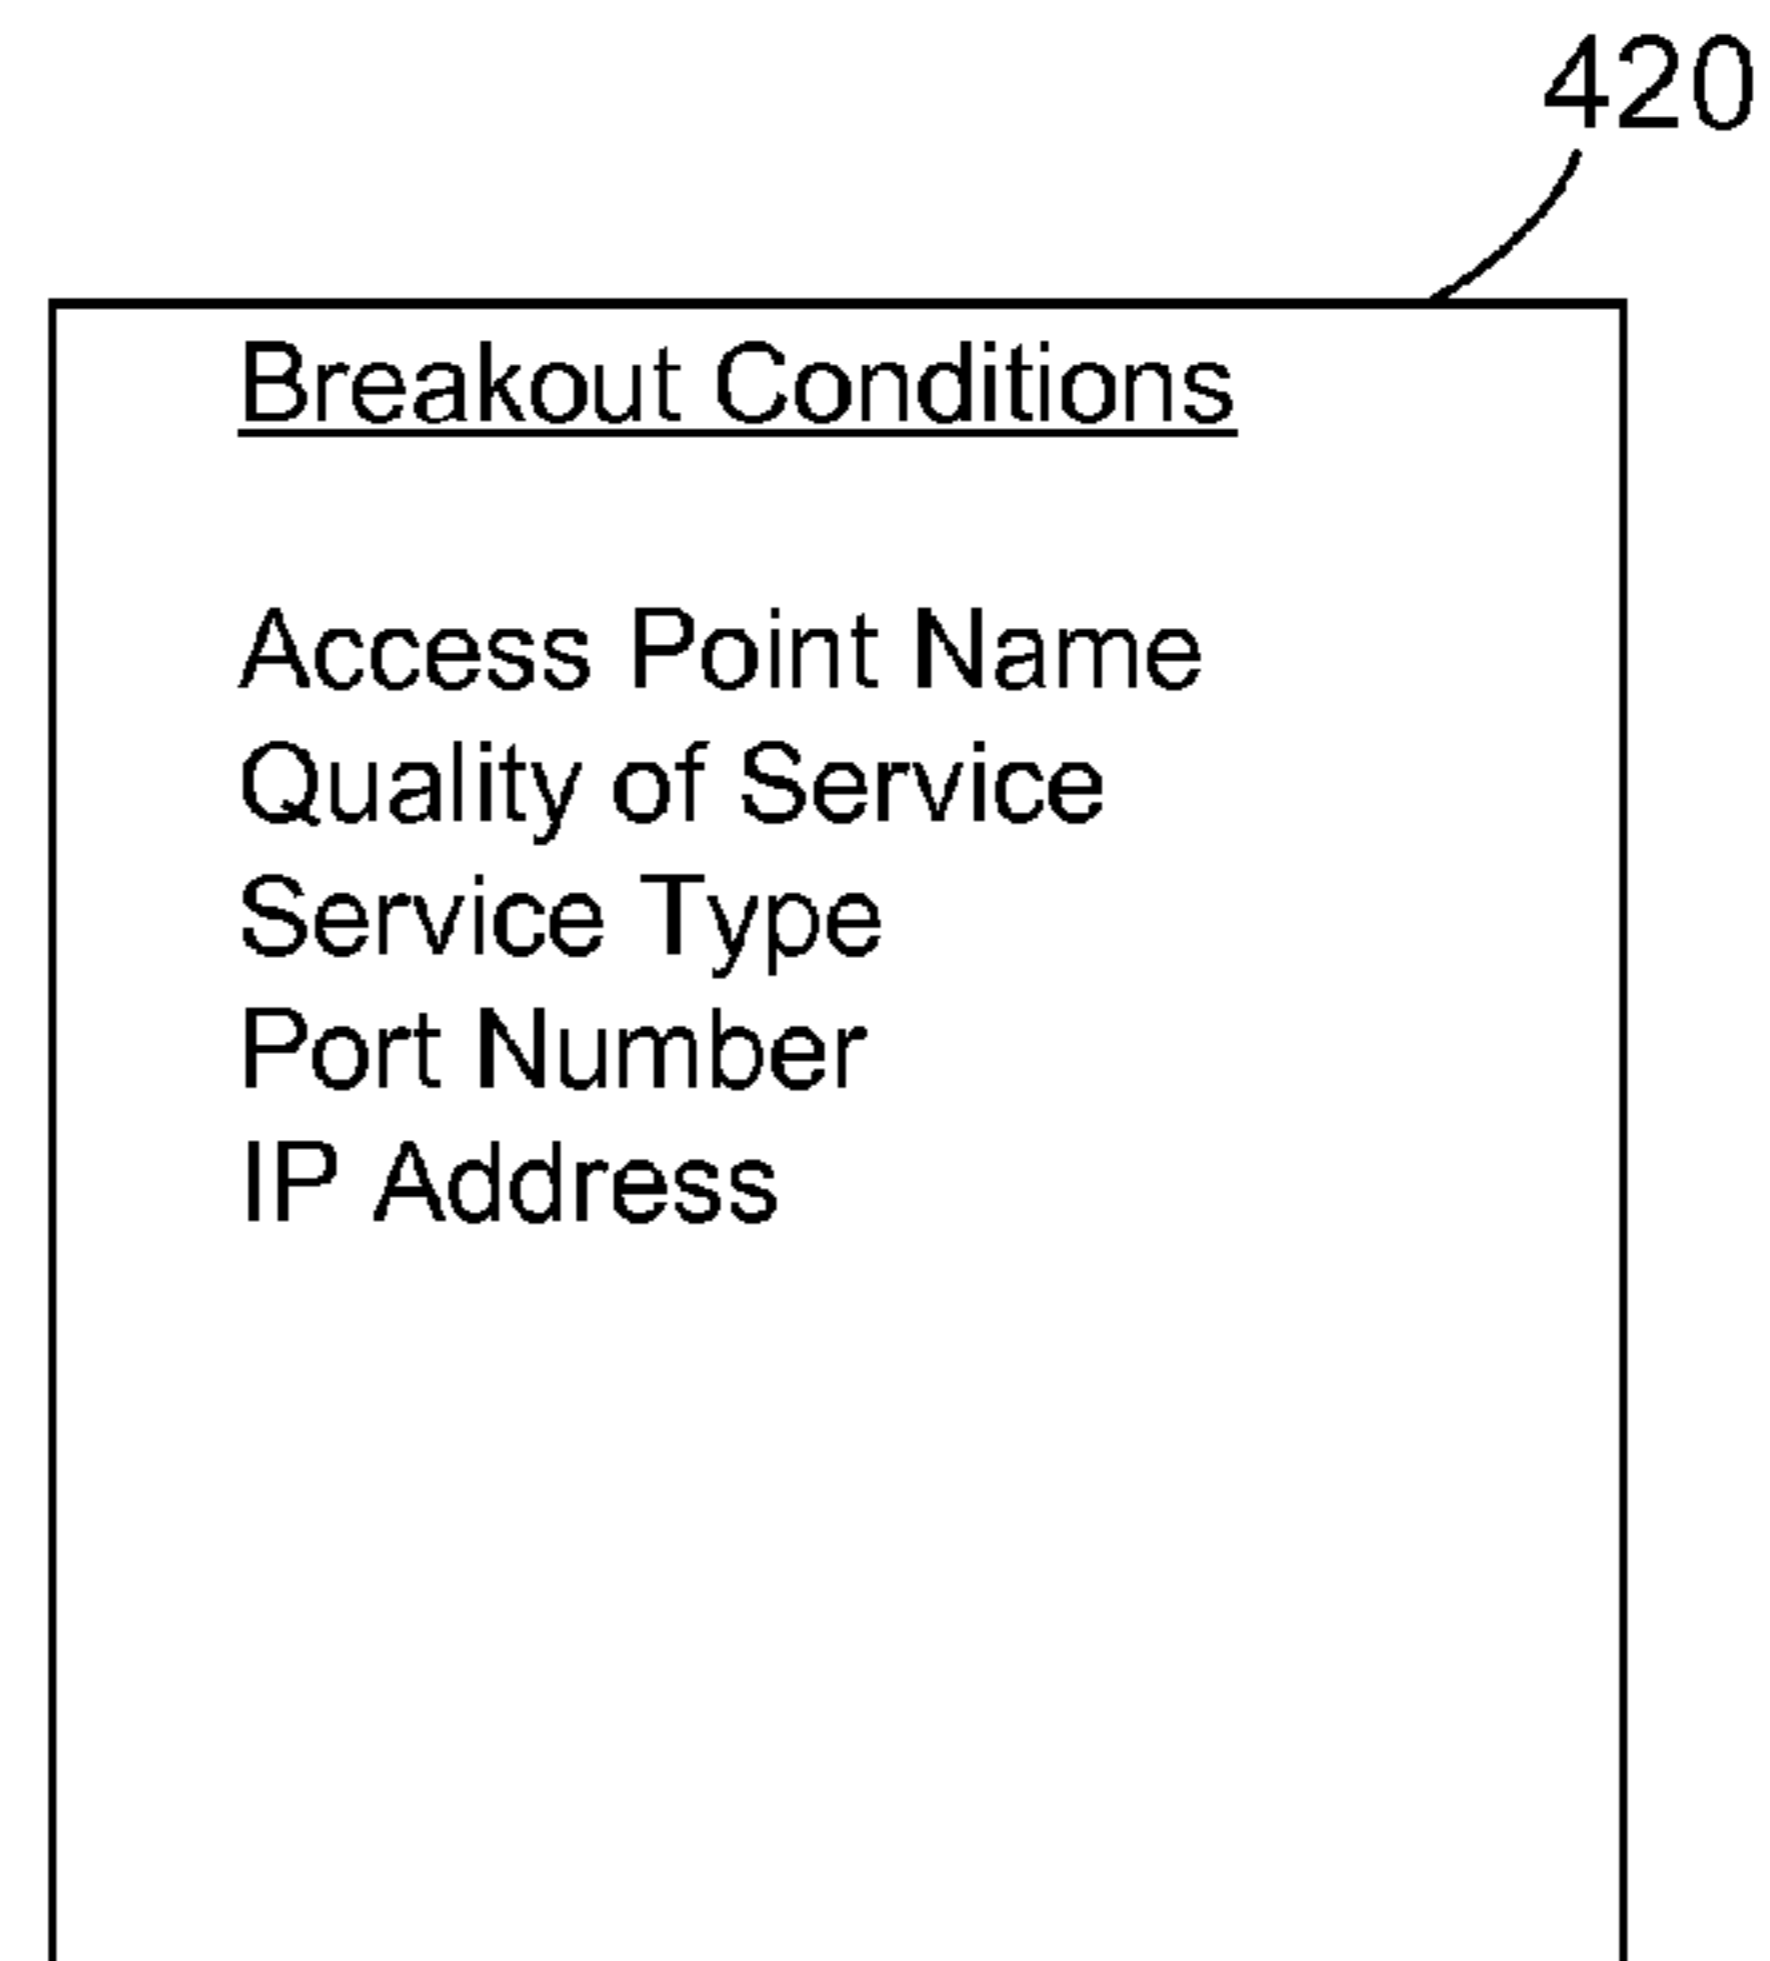 420
Breakout Conditions
Access Point Name
Quality of Service
Service Type
Port Number
IP Address